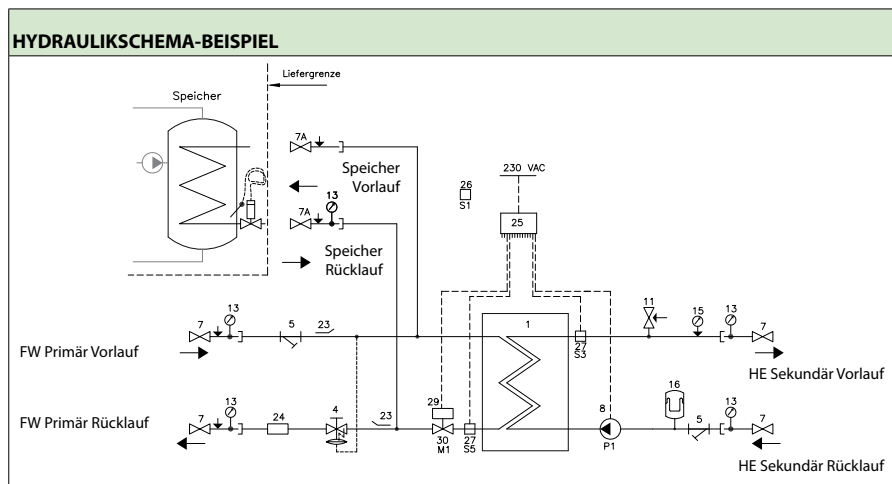 HYDRAULIKSCHEMA-BEISPIEL
Liefergrenze
Speicher
7A
Speicher
Vorlauf
13
7A
Speicher
Rücklauf
230 VAC
26
S1
25
13
7
5
23
1
11
15
13
7
27
S3
FW Primär Vorlauf
HE Sekundär Vorlauf
29
16
13
7
24
4
23
8
5
13
7
FW Primär Rücklauf
30
M1
27
S5
P1
HE Sekundär Rücklauf